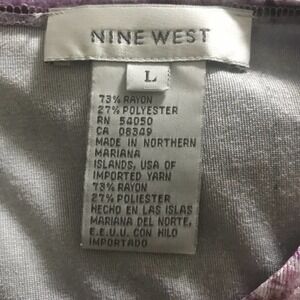 NINE WEST
L
73% RAYON
27% POLYESTER
RN 54050
CA 08349
MADE IN NORTHERN
MARIANA
ISLANDS, USA OF
IMPORTED YARN
73% RAYON
27% POLIESTER
HECHO EN LAS ISLAS
MARIANA DEL NORTE,
E.E.U.U. CON HILO
IMPORTADO